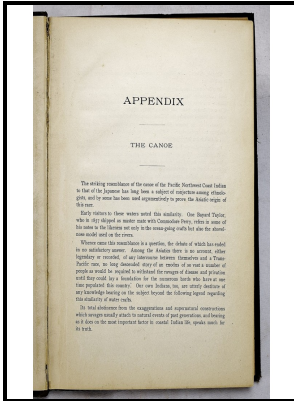 APPENDIX
THE CANOE
The striking resemblance of the canoe of the Pacific Northwest Coast Indian
to that of the Japanese has long been a subject of conjecture among ethnolo-
gists, and by some has been used argumentatively to prove the Asiatic origin of
this race.
Early visitors to these waters noted this similarity. One Bayard Taylor,
who in 1857 shipped as master mate with Commodore Perry, refers in some of
his notes to the likeness not only in the ocean-going crafts but also the shovel-
nose model used on the rivers.
Whence came this resemblance is a question, the debate of which has ended
in no satisfactory answer. Among the Asiatics there is no account, either
legendary or recorded, of any intercourse between themselves and a Trans-
Pacific race, no long descended story of an exodus of so vast a number of
people as would be required to withstand the ravages of disease and privation
until they could lay a foundation for the numerous horde who have at one
time populated this country. Our own Indians, too, are utterly destitute of
any knowledge bearing on the subject beyond the following legend regarding
this similarity of water crafts.
Its total abstinence from the exaggerations and supernatural constructions
which savages usually attach to natural events of past generations and bearing
as it does on the most important factor in coastal Indian life, speaks much for
its truth.